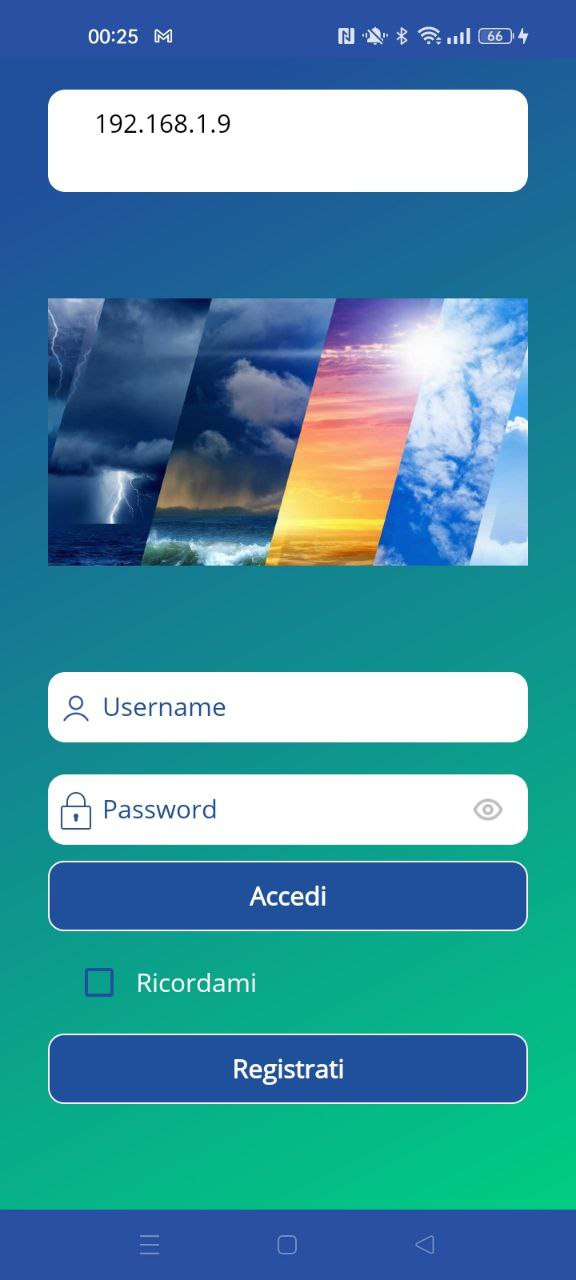 00:25
66
192.168.1.9
Username
Password
Accedi
Ricordami
Registrati